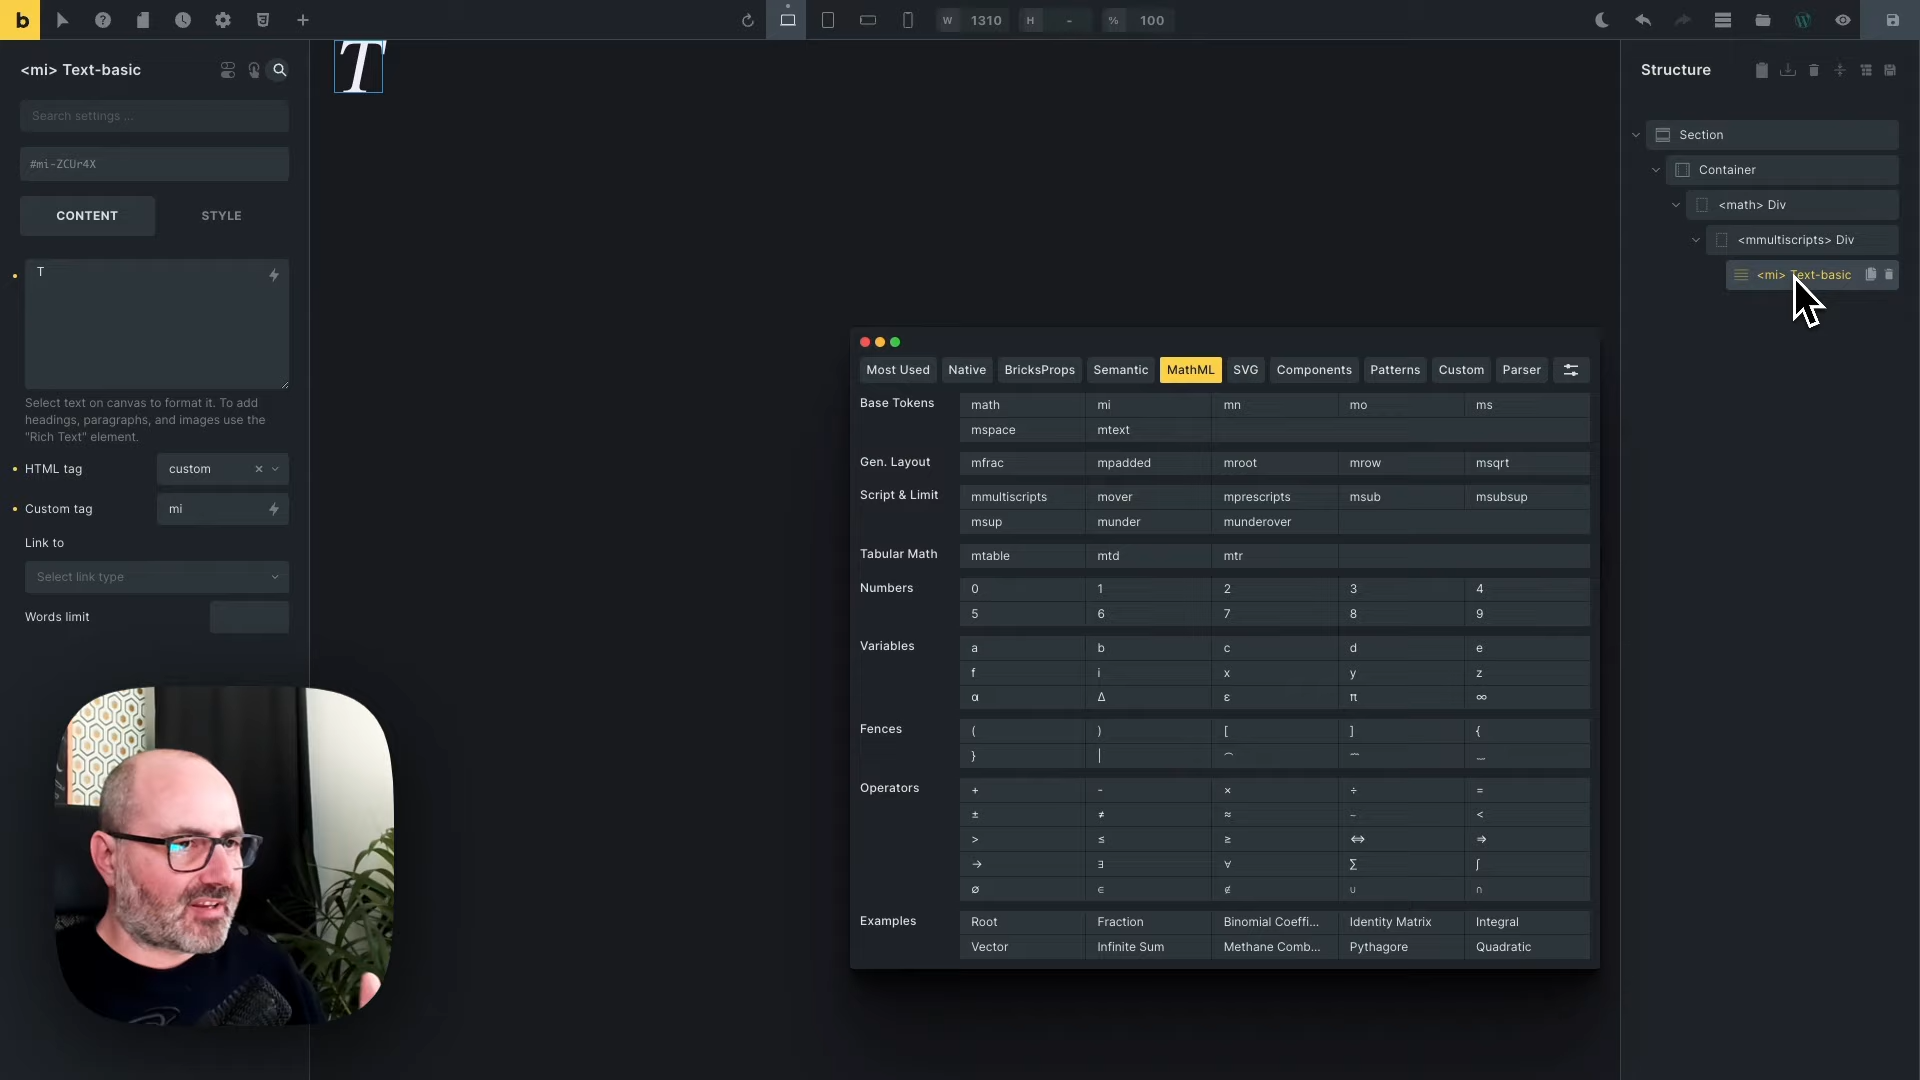 b
W 1310
H -
% 100
<mi> Text-basic
Search settings ...
#mi-ZCUr4X
CONTENT
STYLE
T
Select text on canvas to format it. To add
headings, paragraphs, and images use the
"Rich Text" element.
HTML tag
custom
Custom tag
mi
Link to
Select link type
Words limit
T
Most Used
Native
BricksProps
Semantic
MathML
SVG
Components
Patterns
Custom
Parser
Base Tokens
math mi mn mo ms
mspace mtext
Gen. Layout
mfrac mpadded mroot mrow msqrt
Script & Limit
mmultiscripts mover mprescripts msub msubsup
msup munder munderover
Tabular Math
mtable mtd mtr
Numbers
0 1 2 3 4
5 6 7 8 9
Variables
a b c d e
f i x y z
α Δ ε π ∞
Fences
( ) [ ] {
} | ⏜ ⏞ ⏟
Operators
+ - × ÷ =
± ≠ ≈ ~ <
> ≤ ≥ ⇔ ⇒
→ ∃ ∀ ∑ ∫
∅ ∈ ∉ ∪ ∩
Examples
Root Fraction Binomial Coeffi... Identity Matrix Integral
Vector Infinite Sum Methane Comb... Pythagore Quadratic
Structure
Section
Container
<math> Div
<mmultiscripts> Div
<mi> Text-basic